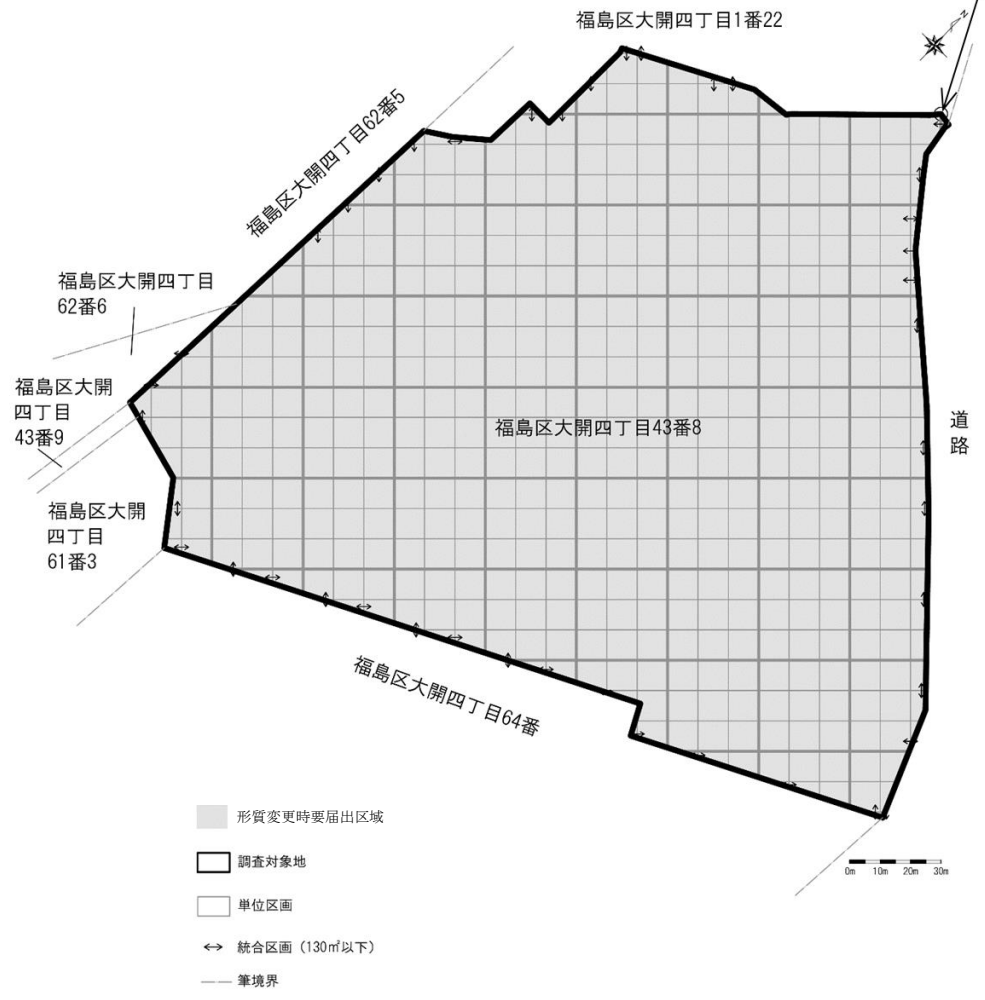 福島区大開四丁目1番22
N
福島区大開四丁目62番5
福島区大開四丁目
62番6
福島区大開
四丁目
43番9
福島区大開四丁目43番8
道路
福島区大開
四丁目
61番3
福島区大開四丁目64番
形質変更時要届出区域
調査対象地
0m 10m 20m 30m
単位区画
統合区画（130㎡以下）
筆境界